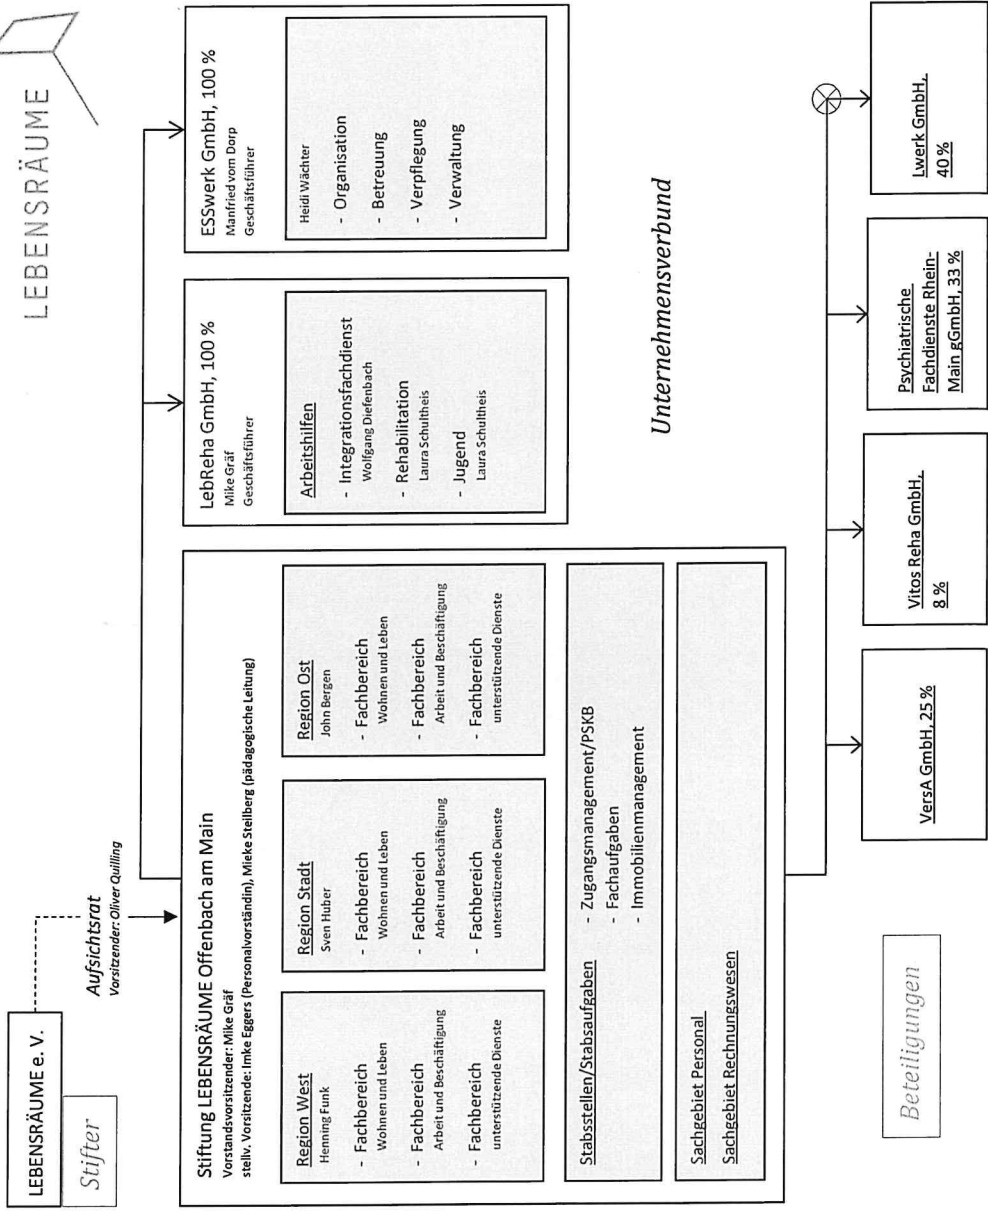 LEBENSRÄUME
LEBENSRÄUME e. V.
Stifter
Aufsichtsrat
Vorsitzender: Oliver Quilling
Stiftung LEBENSRÄUME Offenbach am Main
Vorstandsvorsitzender: Mike Gräf
stellv. Vorsitzende: Imke Eggers (Personalvorständin), Mieke Stellberg (pädagogische Leitung)
Region West
Henning Funk
- Fachbereich
Wohnen und Leben
- Fachbereich
Arbeit und Beschäftigung
- Fachbereich
unterstützende Dienste
Region Stadt
Sven Huber
- Fachbereich
Wohnen und Leben
- Fachbereich
Arbeit und Beschäftigung
- Fachbereich
unterstützende Dienste
Region Ost
John Bergen
- Fachbereich
Wohnen und Leben
- Fachbereich
Arbeit und Beschäftigung
- Fachbereich
unterstützende Dienste
Stabsstellen/Stabsaufgaben
- Zugangsmanagement/PSKB
- Fachaufgaben
- Immobilienmanagement
Sachgebiet Personal
Sachgebiet Rechnungswesen
LebReha GmbH, 100 %
Mike Gräf
Geschäftsführer
Arbeitshilfen
- Integrationsfachdienst
Wolfgang Diefenbach
- Rehabilitation
Laura Schultheis
- Jugend
Laura Schultheis
ESSwerk GmbH, 100 %
Manfried vom Dorp
Geschäftsführer
Heidi Wächter
- Organisation
- Betreuung
- Verpflegung
- Verwaltung
Unternehmensverbund
Beteiligungen
VersA GmbH, 25 %
Vitos Reha GmbH,
8 %
Psychiatrische
Fachdienste Rhein-
Main gGmbH, 33 %
Lwerk GmbH,
40 %